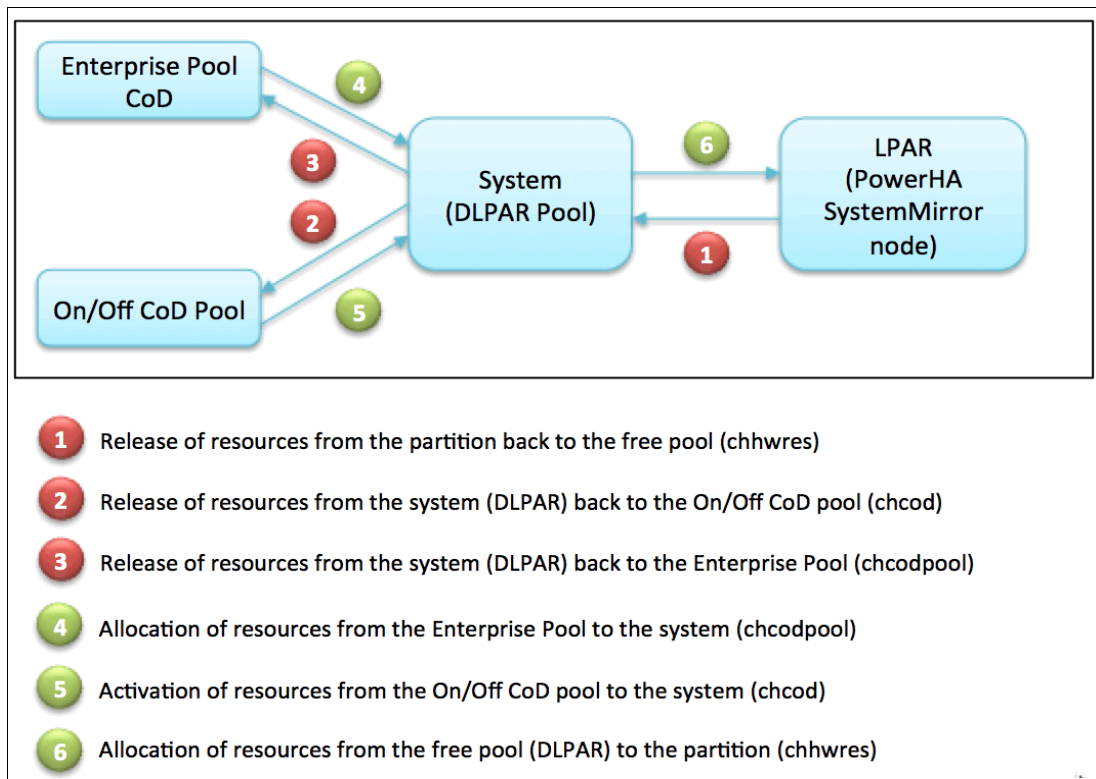 Enterprise Pool
CoD
4
3
2
5
On/Off CoD Pool
System
(DLPAR Pool)
6
1
LPAR
(PowerHA
SystemMirror
node)
1 Release of resources from the partition back to the free pool (chhwres)
2 Release of resources from the system (DLPAR) back to the On/Off CoD pool (chcod)
3 Release of resources from the system (DLPAR) back to the Enterprise Pool (chcodpool)
4 Allocation of resources from the Enterprise Pool to the system (chcodpool)
5 Activation of resources from the On/Off CoD pool to the system (chcod)
6 Allocation of resources from the free pool (DLPAR) to the partition (chhwres)